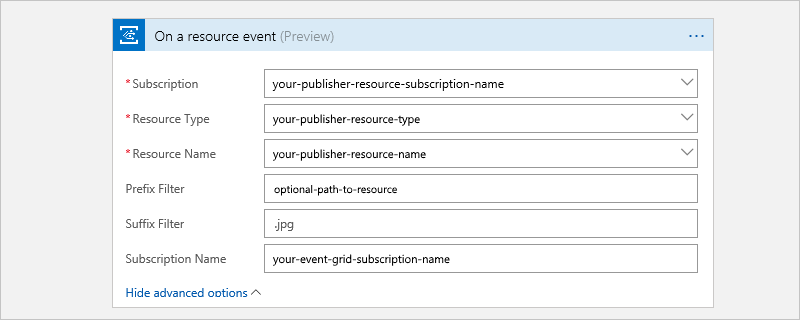 On a resource event (Preview) ...
* Subscription your-publisher-resource-subscription-name
* Resource Type your-publisher-resource-type
* Resource Name your-publisher-resource-name
Prefix Filter optional-path-to-resource
Suffix Filter .jpg
Subscription Name your-event-grid-subscription-name
Hide advanced options